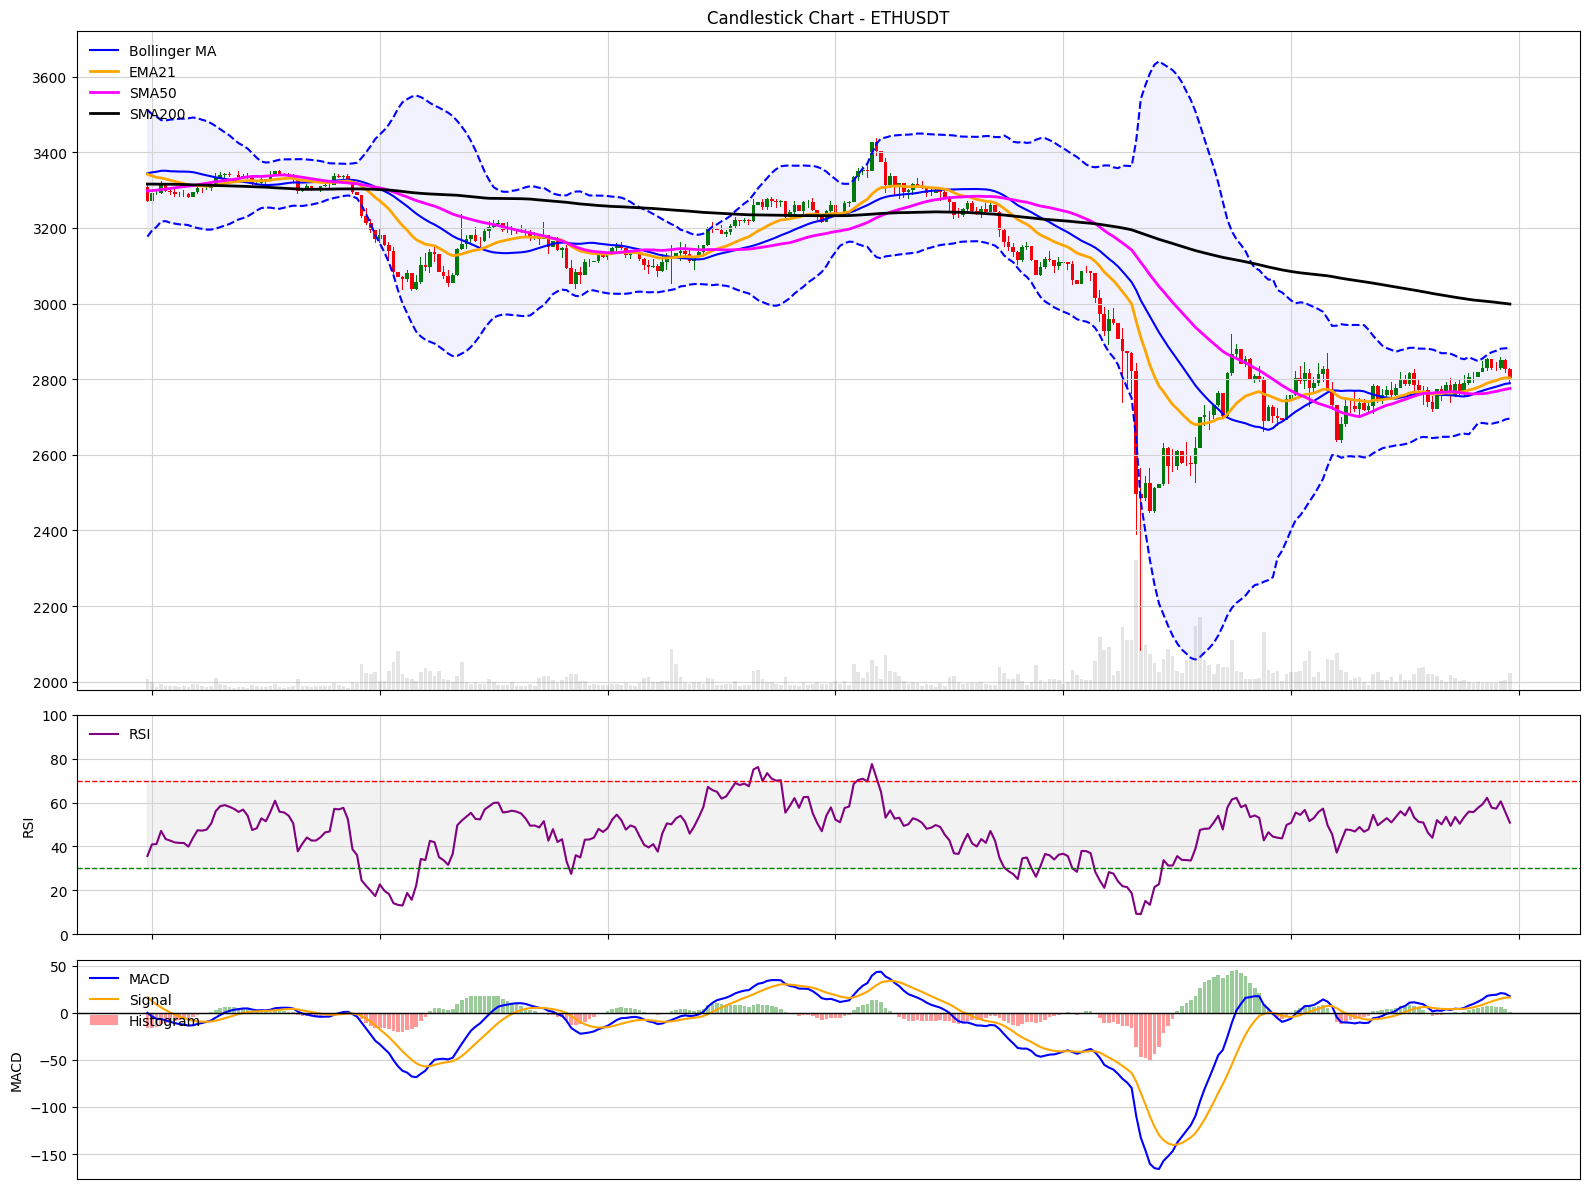 Candlestick Chart - ETHUSDT
Bollinger MA
EMA21
SMA50
SMA200
3600
3400
3200
3000
2800
2600
2400
2200
2000
RSI
RSI
100
80
60
40
20
0
MACD
Signal
Histogram
MACD
50
0
−50
−100
−150